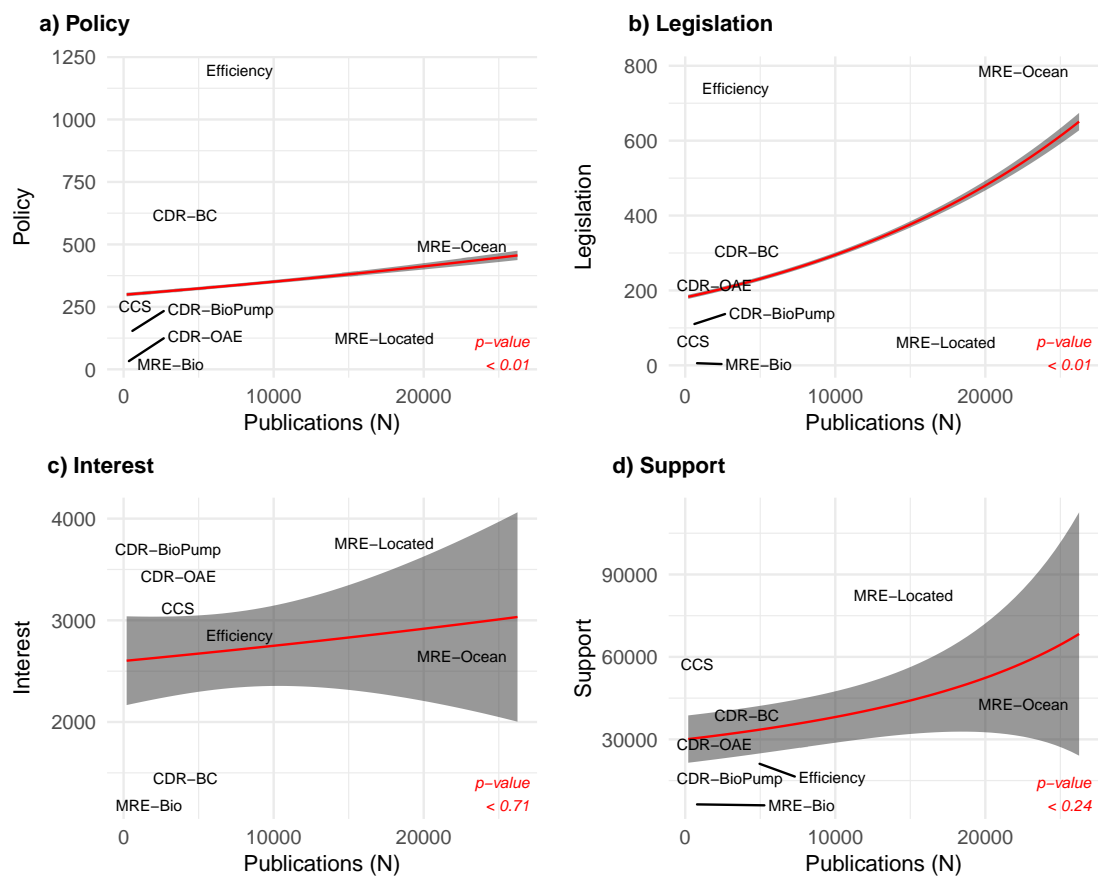 a) Policy
1250
1000
750
500
250
0
Policy
Efficiency
CDR-BC
MRE−Ocean
CCS
CDR−BioPump
CDR−OAE
MRE−Located
MRE−Bio
p−value
< 0.01
0
10000
20000
Publications (N)
b) Legislation
800
600
400
200
0
Legislation
MRE−Ocean
Efficiency
CDR−BC
CDR−OAE
CDR−BioPump
CCS
MRE−Located
MRE−Bio
p−value
< 0.01
0
10000
20000
Publications (N)
c) Interest
4000
3000
2000
Interest
CDR−BioPump
MRE−Located
CDR−OAE
CCS
Efficiency
MRE−Ocean
CDR−BC
MRE−Bio
p−value
< 0.71
0
10000
20000
Publications (N)
d) Support
90000
60000
30000
Support
MRE−Located
CCS
MRE−Ocean
CDR−BC
CDR−OAE
CDR−BioPump
Efficiency
MRE−Bio
p−value
< 0.24
0
10000
20000
Publications (N)